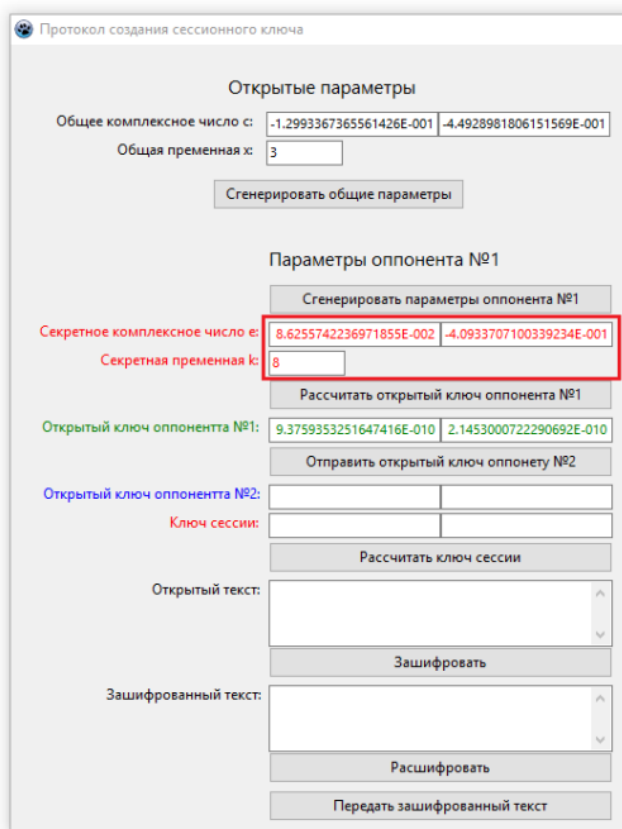 Протокол создания сессионного ключа
Открытые параметры
Общее комплексное число с: -1.2993367365561426E-001 -4.4928981806151569E-001
Общая пременная x: 3
Сгенерировать общие параметры
Параметры оппонента №1
Сгенерировать параметры оппонента №1
Секретное комплексное число e: 8.6255742236971855E-002 -4.0933707100339234E-001
Секретная пременная k: 8
Рассчитать открытый ключ оппонента №1
Открытый ключ оппонентта №1: 9.3759353251647416E-010 2.1453000722290692E-010
Отправить открытый ключ оппонету №2
Открытый ключ оппонентта №2:
Ключ сессии:
Рассчитать ключ сессии
Открытый текст:
Зашифровать
Зашифрованный текст:
Расшифровать
Передать зашифрованный текст